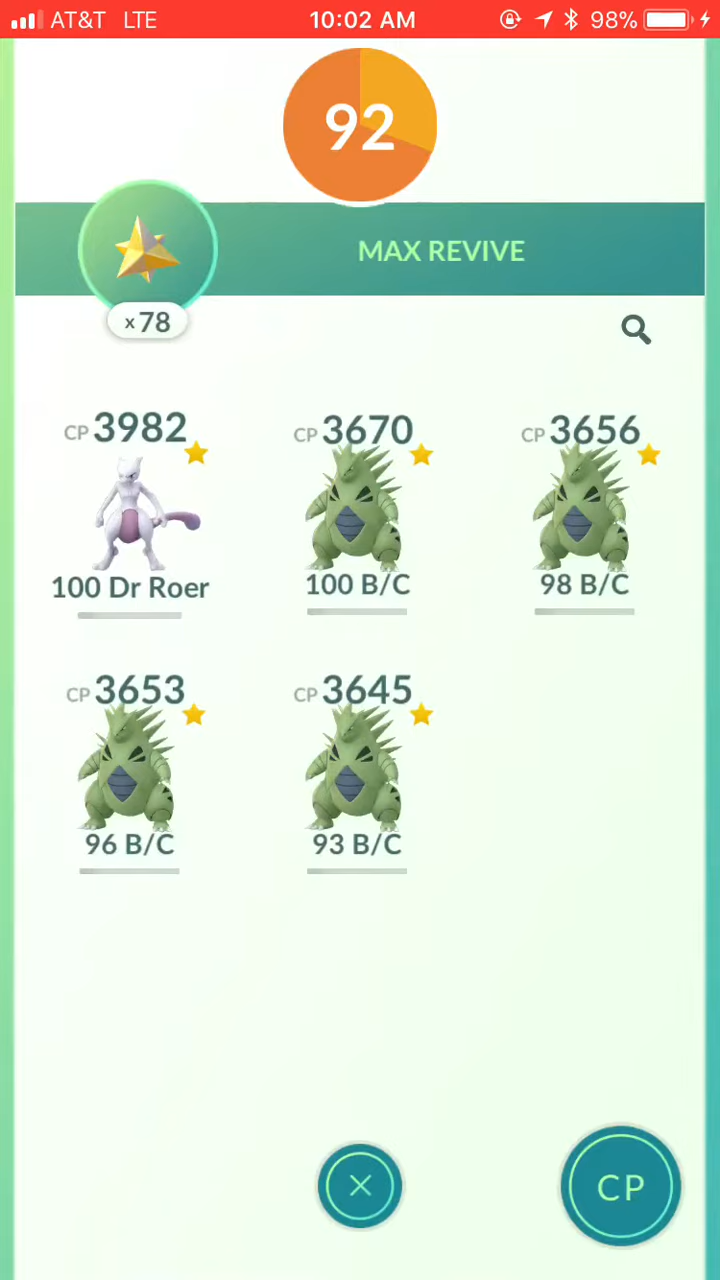 AT&T LTE 10:02 AM 98%
92
MAX REVIVE
x78
CP 3982 CP 3670 CP 3656
100 Dr Roer 100 B/C 98 B/C
CP 3653 CP 3645
96 B/C 93 B/C
CP